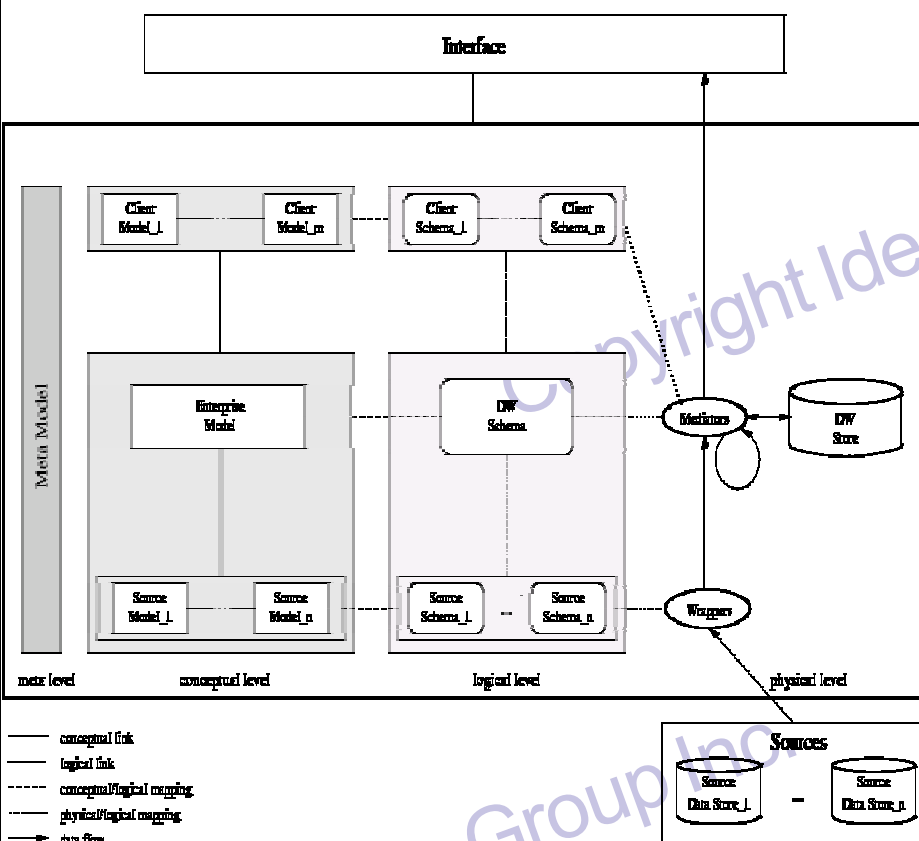 Interface
Client
Model_1
Client
Model_m
Client
Schema_1
Client
Schema_m
Copyright Ide
Meta Model
Enterprise
Model
DW
Schema
Mediators
DW
Store
Source
Model_1
Source
Model_n
Source
Schema_1
Source
Schema_n
Wrappers
meta level
conceptual level
logical level
physical level
conceptual link
logical link
conceptual/logical mapping
physical/logical mapping
data flow
Group Inc.
Sources
Source
Data Store_1
Source
Data Store_n